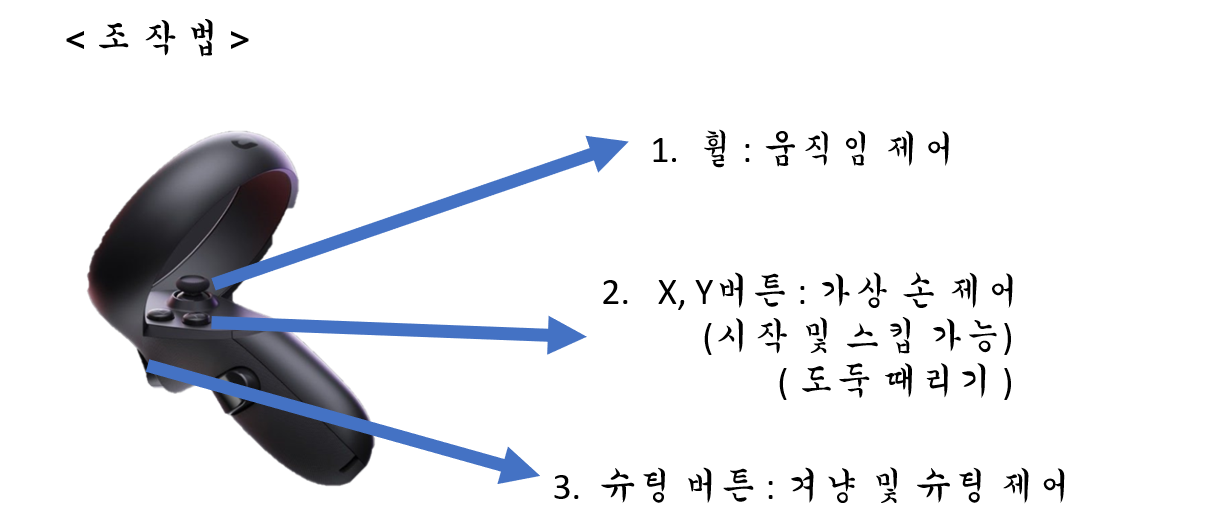 < 조 작 법 >
1. 휠 : 움직임 제어
2. X, Y버튼 : 가상 손 제어
(시작 및 스킵 가능)
( 도둑 때리기 )
3. 슈팅 버튼 : 겨냥 및 슈팅 제어